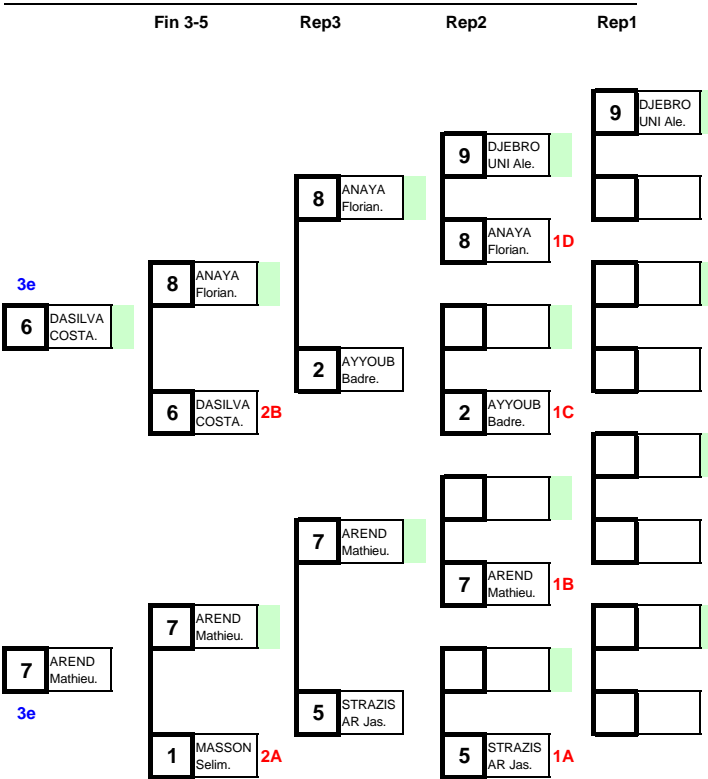 Fin 3-5 Rep3 Rep2 Rep1
9 DJEBRO
UNI Ale.
9 DJEBRO
UNI Ale.
8 ANAYA
Florian.
8 ANAYA
Florian. 1D
3e
8 ANAYA
Florian.
6 DASILVA
COSTA.
2 AYYOUB
Badre.
6 DASILVA
COSTA. 2B
2 AYYOUB
Badre. 1C
7 AREND
Mathieu.
7 AREND
Mathieu. 1B
7 AREND
Mathieu.
7 AREND
Mathieu.
3e
5 STRAZIS
AR Jas.
1 MASSON
Selim. 2A
5 STRAZIS
AR Jas. 1A